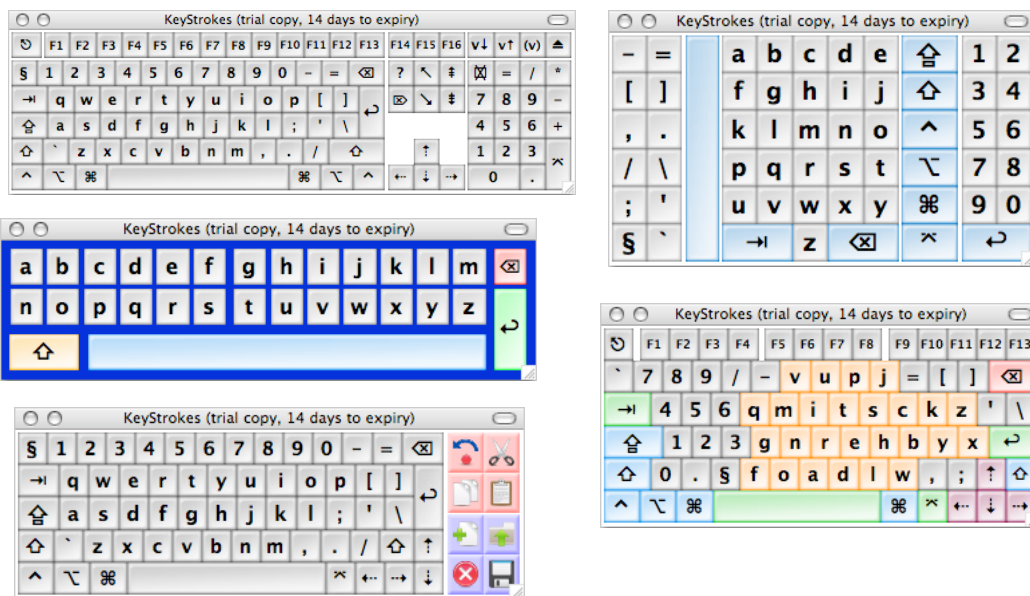 KeyStrokes (trial copy, 14 days to expiry)
F1 F2 F3 F4 F5 F6 F7 F8 F9 F10 F11 F12 F13 F14 F15 F16 v↓ v↑ (v) ⏏
§ 1 2 3 4 5 6 7 8 9 0 - = ⌫ ? ↖ ⇞ = / *
⇥ q w e r t y u i o p [ ] ↩ ⌦ ↘ ⇟ 7 8 9 -
⇪ a s d f g h j k l ; ' \ 4 5 6 +
⇧ ` z x c v b n m , . / ⇧ ⇡ 1 2 3 ⌤
^ ⌥ ⌘ ⌘ ⌥ ^ ⇠ ⇣ ⇢ 0 .
KeyStrokes (trial copy, 14 days to expiry)
- = a b c d e ⇪ 1 2
[ ] f g h i j ⇧ 3 4
, . k l m n o ^ 5 6
/ \ p q r s t ⌥ 7 8
; ' u v w x y ⌘ 9 0
§ ` ⇥ z ⌫ ⌤ ↩
KeyStrokes (trial copy, 14 days to expiry)
a b c d e f g h i j k l m ⌫
n o p q r s t u v w x y z ↩
⇧
KeyStrokes (trial copy, 14 days to expiry)
F1 F2 F3 F4 F5 F6 F7 F8 F9 F10 F11 F12 F13
` 7 8 9 / - v u p j = [ ] ⌫
⇥ 4 5 6 q m i t s c k z ' \
⇪ 1 2 3 g n r e h b y x ↩
⇧ 0 . § f o a d l w , ; ⇡ ⇧
^ ⌥ ⌘ ⌘ ⌤ ⇠ ⇣ ⇢
KeyStrokes (trial copy, 14 days to expiry)
§ 1 2 3 4 5 6 7 8 9 0 - = ⌫
⇥ q w e r t y u i o p [ ] ↩
⇪ a s d f g h j k l ; ' \
⇧ ` z x c v b n m , . / ⇧ ⇡
^ ⌥ ⌘ ⌤ ⇠ ⇢ ⇣